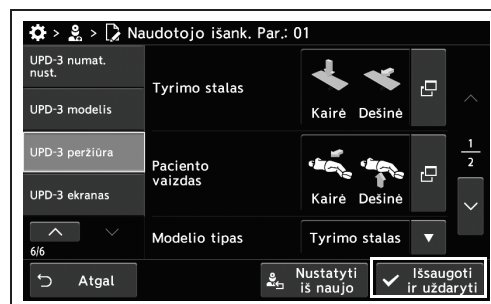 > > Naudotojo išank. Par.: 01
UPD-3 numat.
nust.
UPD-3 modelis
UPD-3 peržiūra
UPD-3 ekranas
6/6
Tyrimo stalas
Kairė Dešinė
Paciento
vaizdas
Kairė Dešinė
Modelio tipas
Tyrimo stalas
1
2
Atgal
Nustatyti
iš naujo
Išsaugoti
ir uždaryti